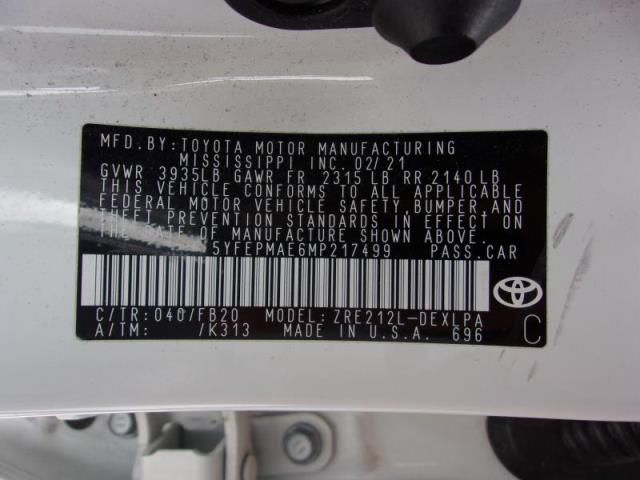 MFD. BY: TOYOTA MOTOR MANUFACTURING
MISSISSIPPI INC. 02/21
GVWR 3935LB GAWR FR 2315 LB RR 2140 LB
THIS VEHICLE CONFORMS TO ALL APPLICABLE
FEDERAL MOTOR VEHICLE SAFETY, BUMPER AND
THEFT PREVENTION STANDARDS IN EFFECT ON
THE DATE OF MANUFACTURE SHOWN ABOVE.
5YFEPMAE6MP217499 PASS. CAR
C/TR: 040/FB20 MODEL: ZRE212L-DEXLPA
A/TM: /K313 MADE IN U.S.A. 696
C